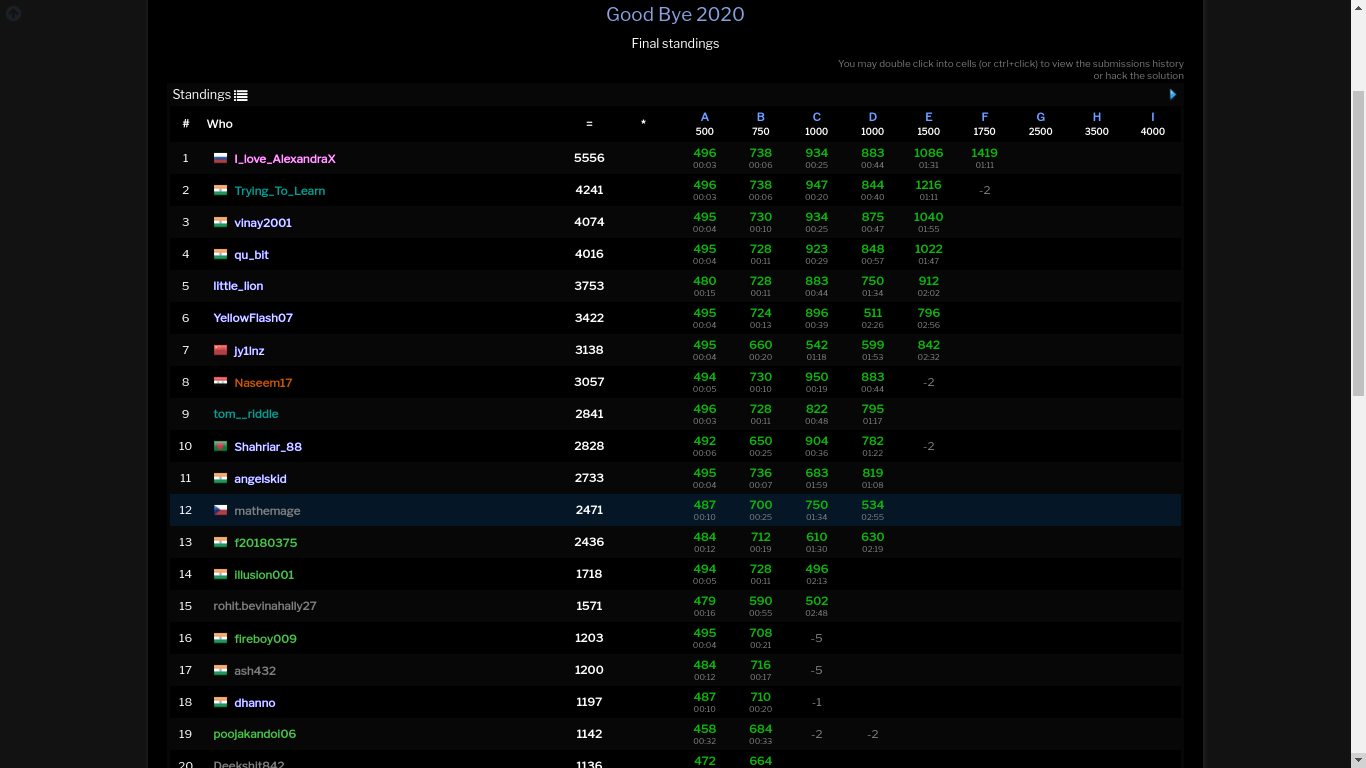 Good Bye 2020
Final standings
You may double click into cells (or ctrl+click) to view the submissions history
or hack the solution
Standings
# Who = * A B C D E F G H I
500 750 1000 1000 1500 1750 2500 3500 4000
1 I_love_AlexandraX 5556 496 738 934 883 1086 1419
00:03 00:06 00:25 00:44 01:31 01:11
2 Trying_To_Learn 4241 496 738 947 844 1216 -2
00:03 00:06 00:20 00:40 01:11
3 vinay2001 4074 495 730 934 875 1040
00:04 00:10 00:25 00:47 01:55
4 qu_bit 4016 495 728 923 848 1022
00:04 00:11 00:29 00:57 01:47
5 little_lion 3753 480 728 883 750 912
00:15 00:11 00:44 01:34 02:02
6 YellowFlash07 3422 495 724 896 511 796
00:04 00:13 00:39 02:26 02:56
7 jy1lnz 3138 495 660 542 599 842
00:04 00:20 01:18 01:53 02:32
8 Naseem17 3057 494 730 950 883 -2
00:05 00:10 00:19 00:44
9 tom__riddle 2841 496 728 822 795
00:03 00:11 00:48 01:17
10 Shahriar_88 2828 492 650 904 782 -2
00:06 00:25 00:36 01:22
11 angelskid 2733 495 736 683 819
00:04 00:07 01:59 01:08
12 mathemage 2471 487 700 750 534
00:10 00:25 01:34 02:55
13 f20180375 2436 484 712 610 630
00:12 00:19 01:30 02:19
14 illusion001 1718 494 728 496
00:05 00:11 02:13
15 rohit.bevinahally27 1571 479 590 502
00:16 00:55 02:48
16 fireboy009 1203 495 708 -5
00:04 00:21
17 ash432 1200 484 716 -5
00:12 00:17
18 dhanno 1197 487 710 -1
00:10 00:20
19 poojakandoi06 1142 458 684 -2 -2
00:32 00:33
20 Deekshit842 1136 472 664